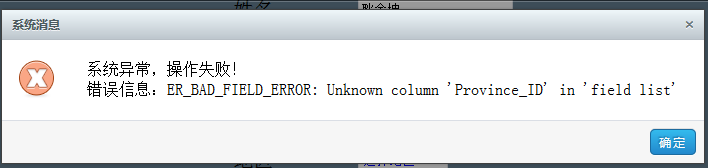 系统消息
系统异常，操作失败！
错误信息：ER_BAD_FIELD_ERROR: Unknown column 'Province_ID' in 'field list'
确定